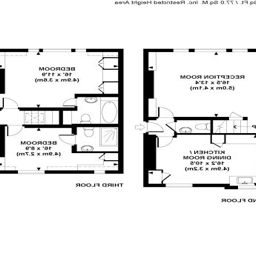 Sq Ft / 77.0 Sq M . Inc. Restricted Height Area
BEDROOM
16' x 11'9
(4.9m x 3.6m)
RECEPTION ROOM
16'5 x 13'4
(5.0m x 4.1m)
BEDROOM
16' x 8'9
(4.9m x 2.7m)
KITCHEN /
DINING ROOM
16'2 x 10'5
(4.9m x 3.2m)
THIRD FLOOR
ND FLOOR